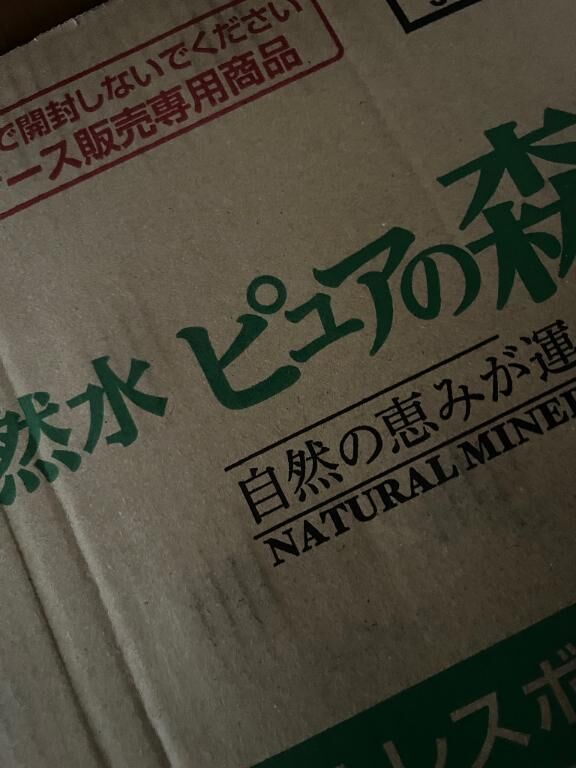 で開封しないでください
ース販売専用商品
然水 ピュアの森
自然の恵みが運
NATURAL MINE
レスボ